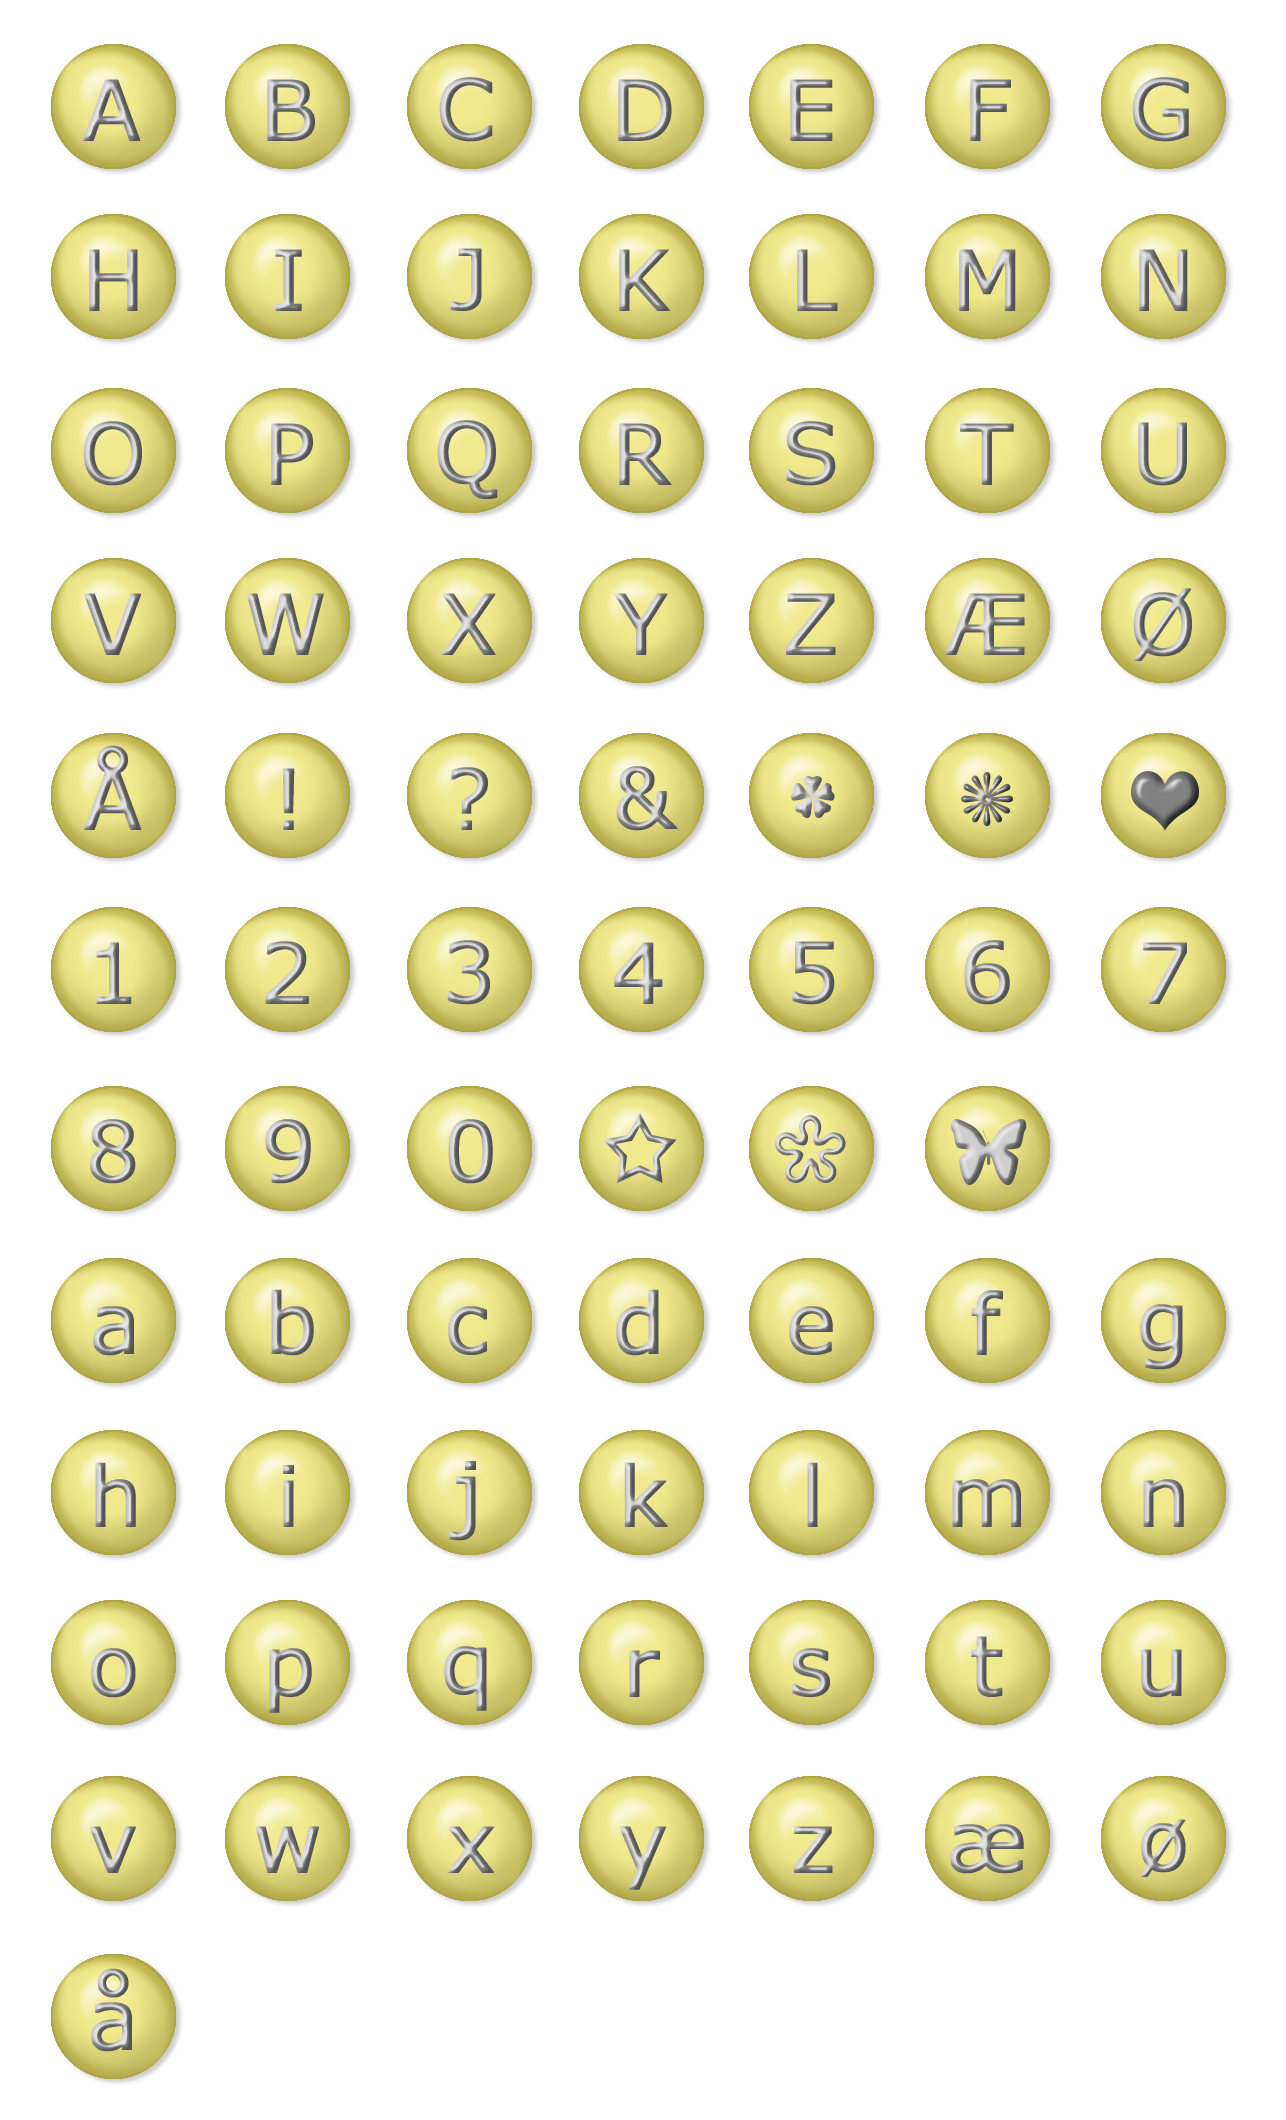 A B C D E F G
H I J K L M N
O P Q R S T U
V W X Y Z Æ Ø
Å ! ? & * ❋ ❤
1 2 3 4 5 6 7
8 9 0 ☆
a b c d e f g
h i j k l m n
o p q r s t u
v w x y z æ ø
å